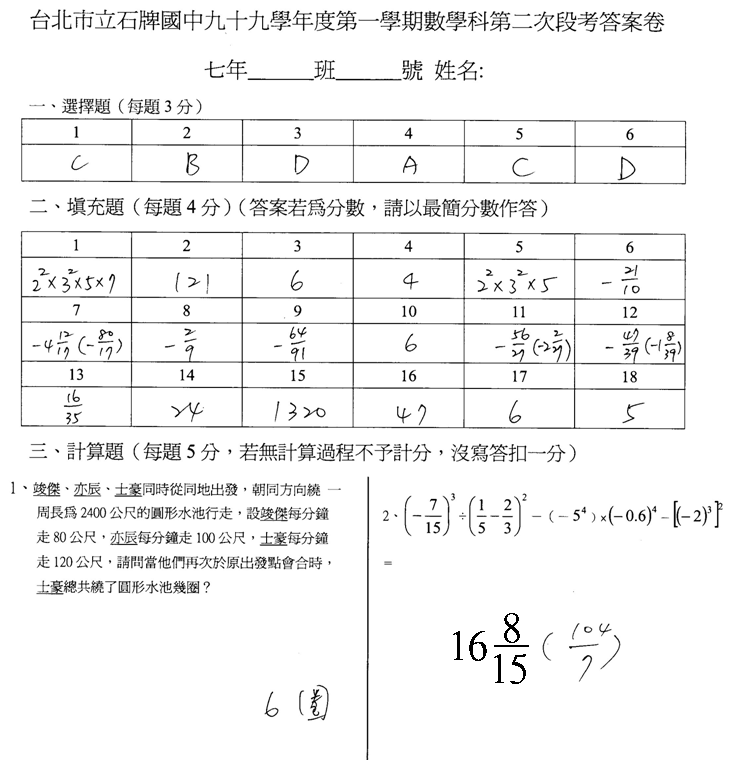 台北市立石牌國中九十九學年度第一學期數學科第二次段考答案卷
七年______班______號 姓名:
一、選擇題（每題3分）
1 2 3 4 5 6
C B D A C D
二、填充題（每題4分）（答案若為分數，請以最簡分數作答）
1 2 3 4 5 6
2²×3²×5×7 121 6 4 2²×3²×5 -21/10
7 8 9 10 11 12
-4 12/17 (-80/17) -2/9 -64/91 6 -56/27 (-2 2/27) -47/39 (-1 8/39)
13 14 15 16 17 18
16/35 24 1320 47 6 5
三、計算題（每題5分，若無計算過程不予計分，沒寫答扣一分）
1、竣傑、亦辰、士豪同時從同地出發，朝同方向繞 一
周長為2400公尺的圓形水池行走，設竣傑每分鐘
走80公尺，亦辰每分鐘走100公尺，士豪每分鐘
走120公尺，請問當他們再次於原出發點會合時，
士豪總共繞了圓形水池幾圈？
6 (圈)
2、(-7/15)³÷(1/5-2/3)²-(-5⁴)×(-0.6)⁴-[(-2)³]²
=
16 8/15 (104/7)